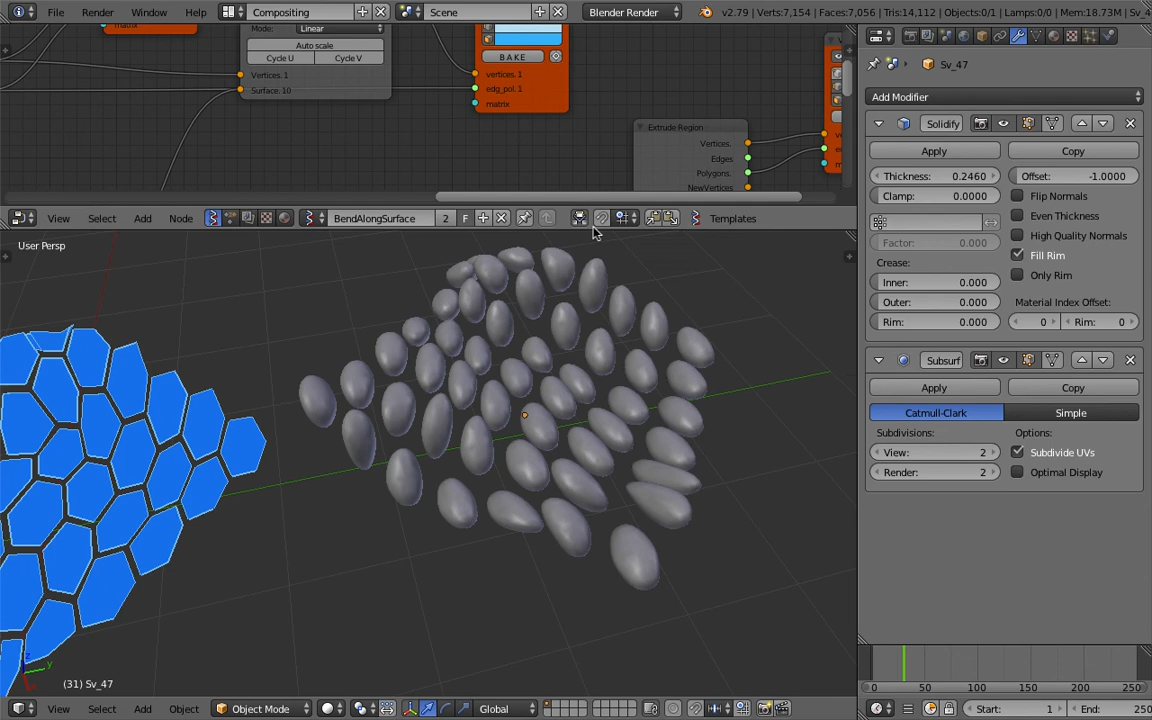 File Render Window Help Compositing Scene Blender Render v2.79 | Verts:7,154 | Faces:7,056 | Tris:14,112 | Objects:0/1 | Lamps:0/0 | Mem:18.73M | Sv_4
matrix
Mode: Linear
Auto scale
Cycle U Cycle V
Vertices. 1
Surface. 10
BAKE
vertices. 1
edg_pol. 1
matrix
Extrude Region
Vertices.
Edges
Polygons.
NewVertices
View Select Add Node BendAlongSurface 2 F Templates
User Persp
(31) Sv_47
View Select Add Object Object Mode Global
Sv_47
Add Modifier
Solidify
Apply Copy
Thickness: 0.2460 Offset: -1.0000
Clamp: 0.0000 Flip Normals
Even Thickness
Factor: 0.000 High Quality Normals
Crease: Fill Rim
Inner: 0.000 Only Rim
Outer: 0.000 Material Index Offset:
Rim: 0.000 0 Rim: 0
Subsurf
Apply Copy
Catmull-Clark Simple
Subdivisions: Options:
View: 2 Subdivide UVs
Render: 2 Optimal Display
0 50 100 150 200 250
Start: 1 End: 250